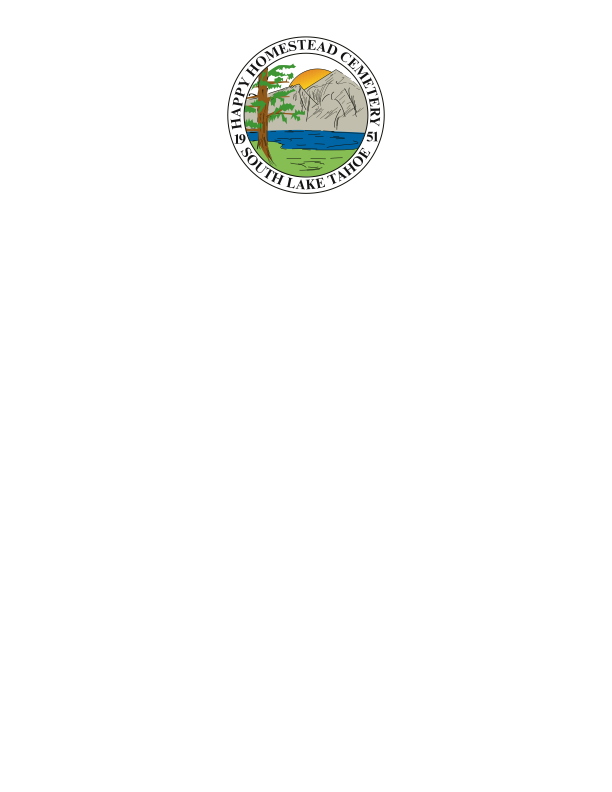 HAPPY HOMESTEAD CEMETERY
19 51
SOUTH LAKE TAHOE